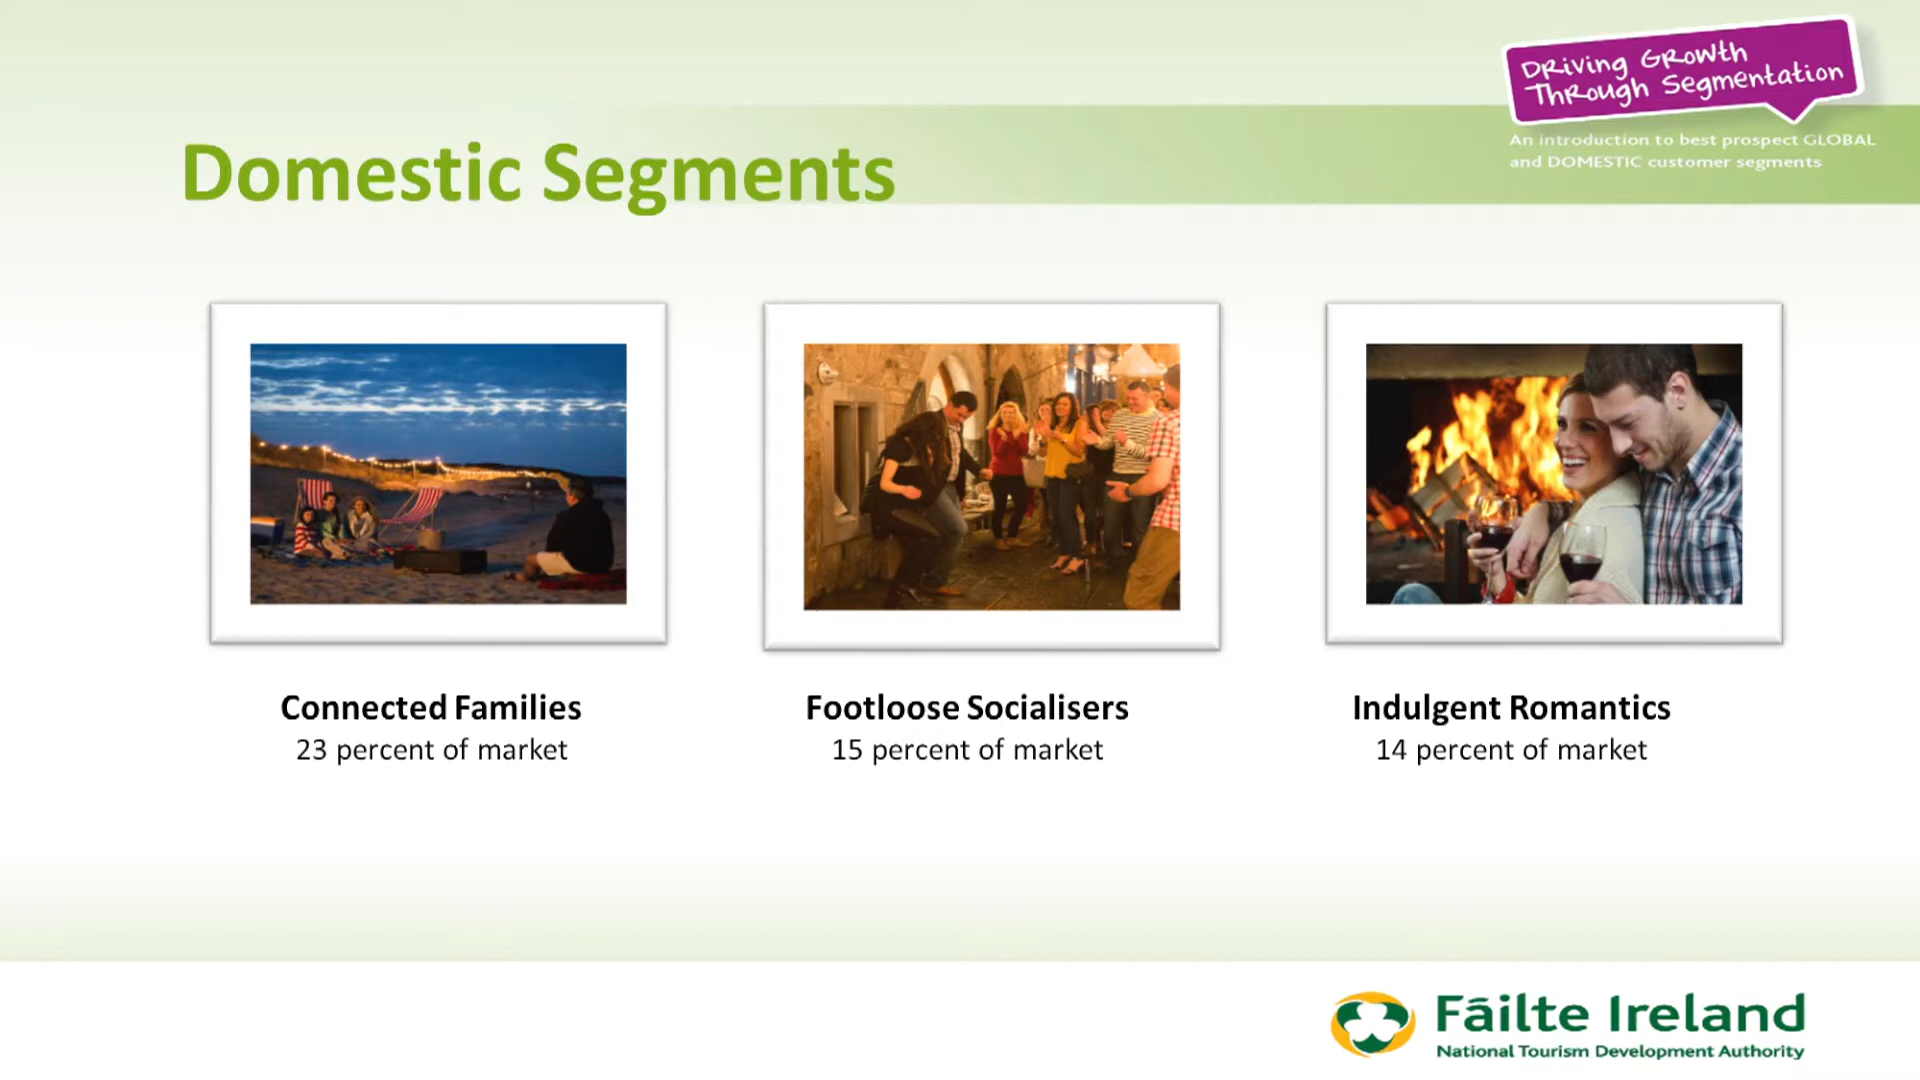 Driving Growth
Through Segmentation
An introduction to best prospect GLOBAL
and DOMESTIC customer segments
Domestic Segments
Connected Families
23 percent of market
Footloose Socialisers
15 percent of market
Indulgent Romantics
14 percent of market
Fáilte Ireland
National Tourism Development Authority